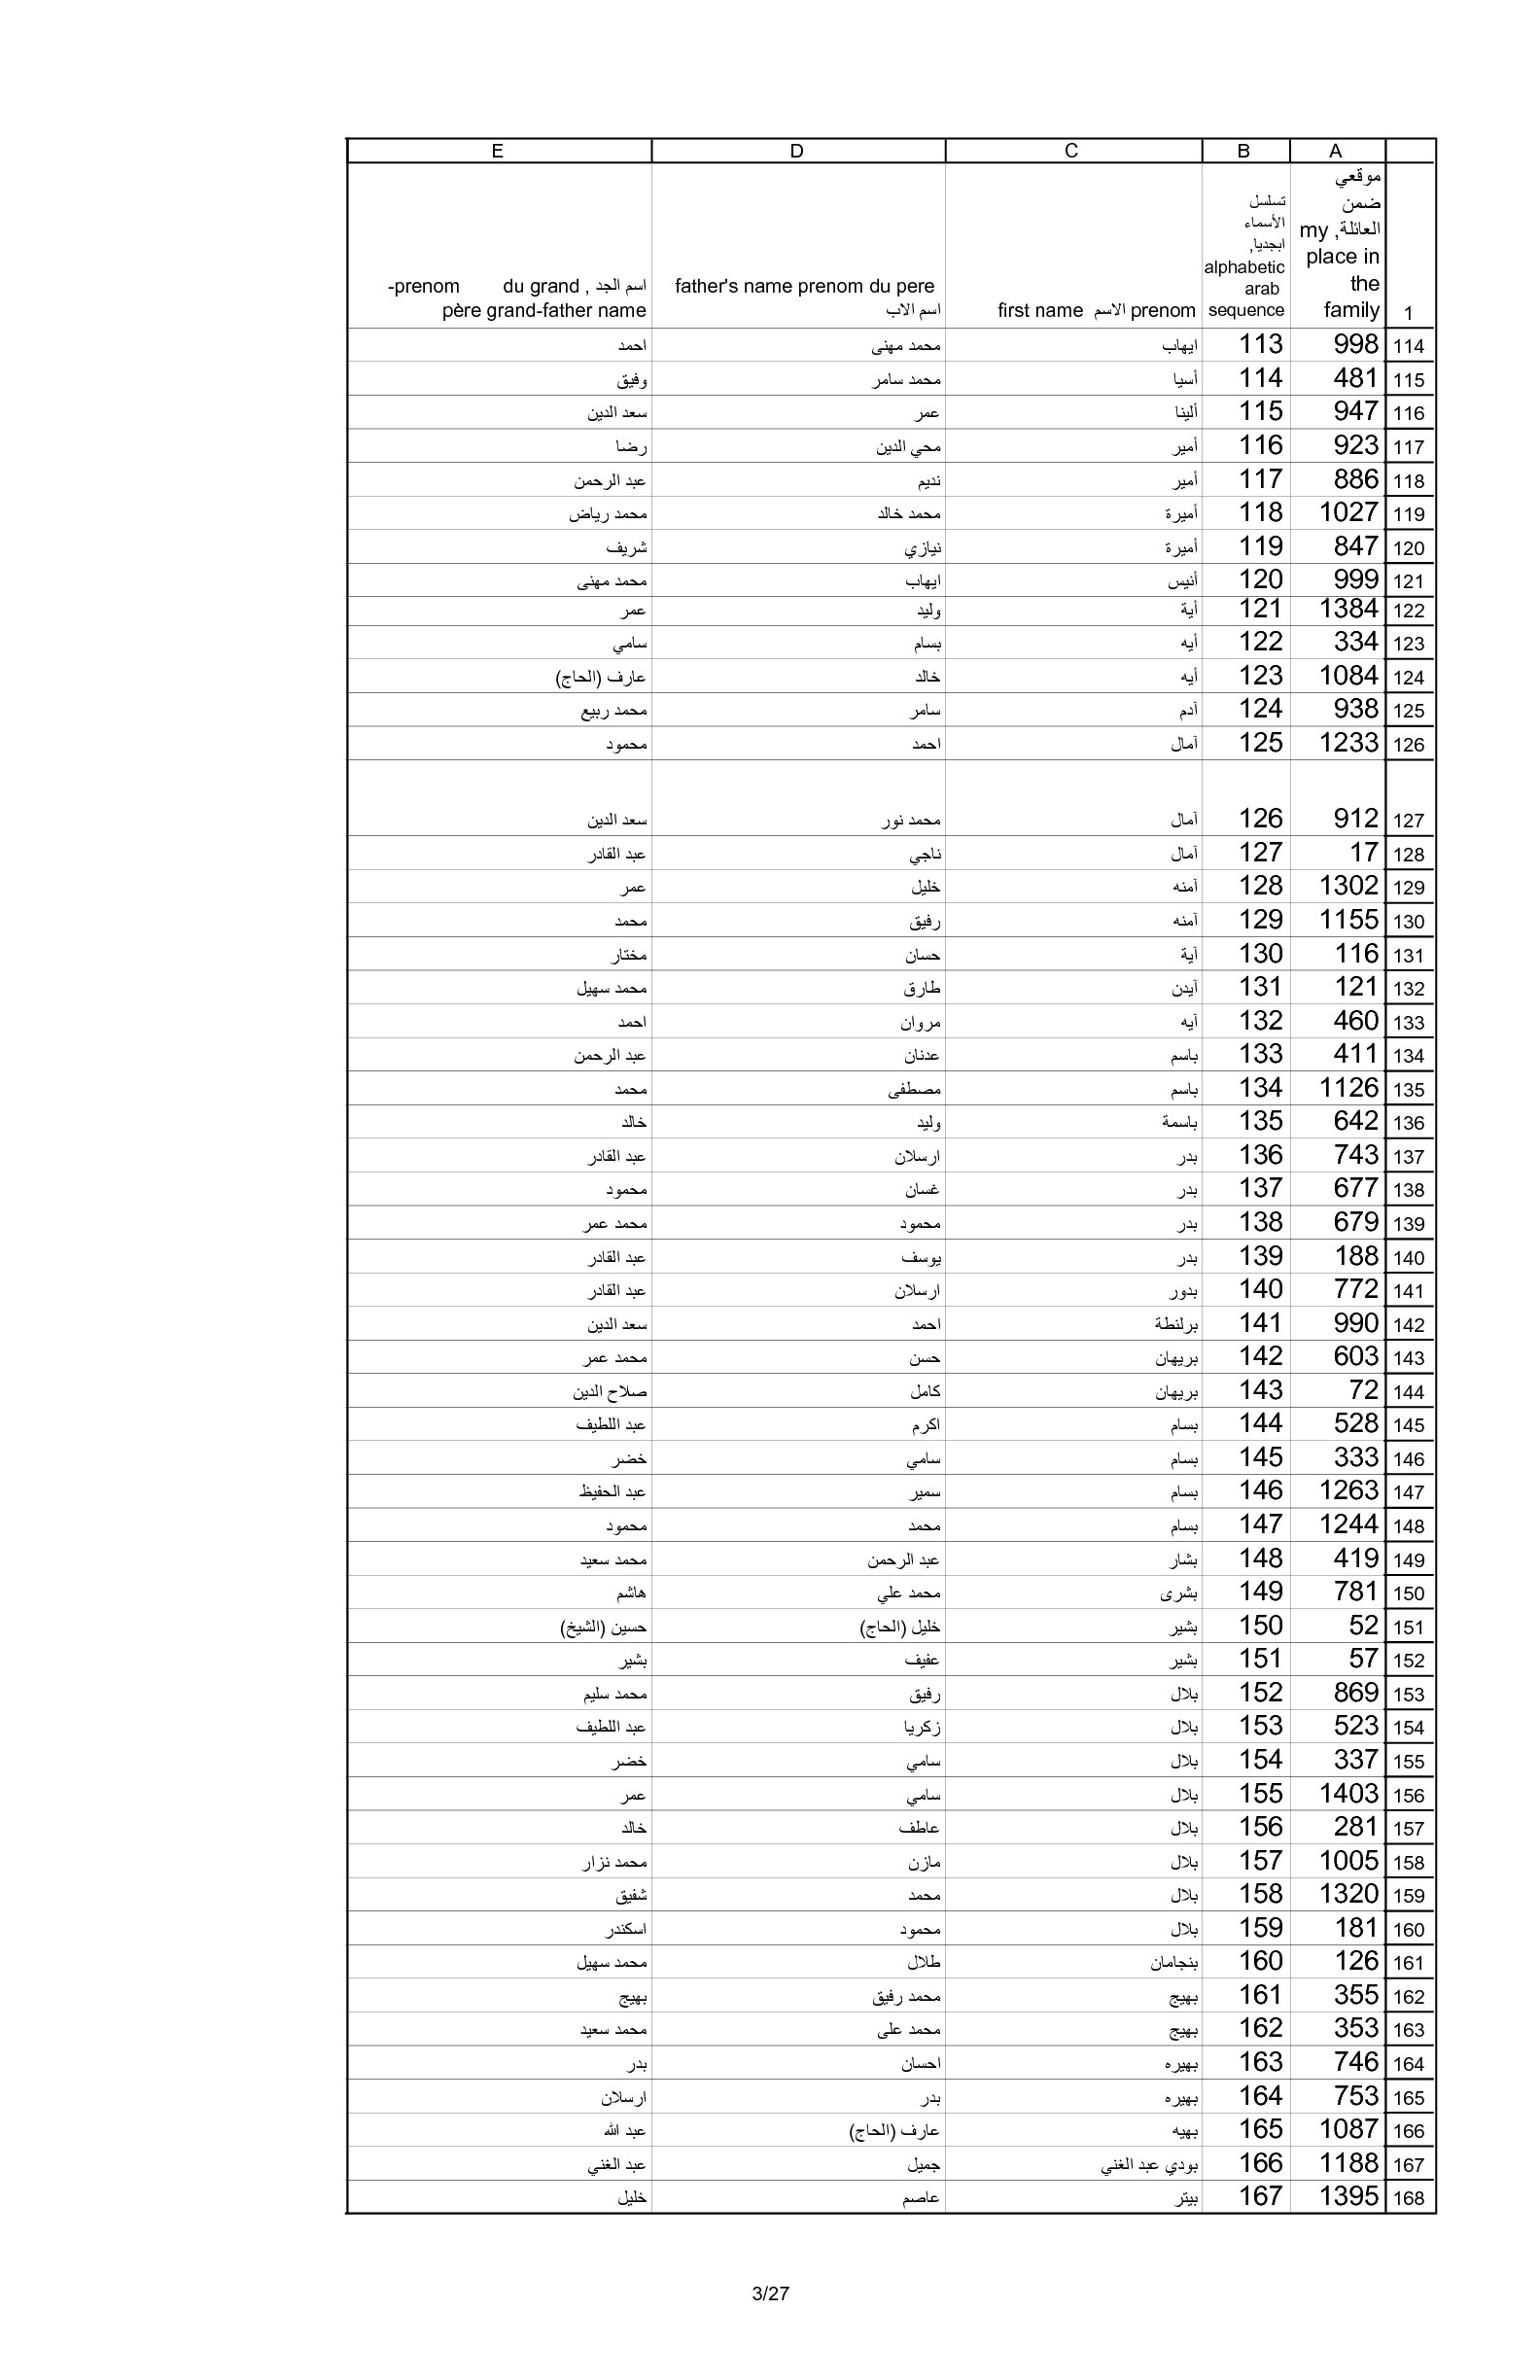 A B C D E
1 موقعي ضمن العائلة, my place in the family تسلسل الأسماء ابجديا, alphabetic arab sequence first name الاسم prenom father's name prenom du pere اسم الاب اسم الجد , du grand -prenom père grand-father name
114 998 113 ايهاب محمد مهنى احمد
115 481 114 أسيا محمد سامر وفيق
116 947 115 ألينا عمر سعد الدين
117 923 116 أمير محي الدين رضا
118 886 117 أمير نديم عبد الرحمن
119 1027 118 أميرة محمد خالد محمد رياض
120 847 119 أميرة نيازي شريف
121 999 120 أنيس ايهاب محمد مهنى
122 1384 121 أية وليد عمر
123 334 122 أيه بسام سامي
124 1084 123 أيه خالد عارف (الحاج)
125 938 124 آدم سامر محمد ربيع
126 1233 125 آمال احمد محمود
127 912 126 آمال محمد نور سعد الدين
128 17 127 آمال ناجي عبد القادر
129 1302 128 آمنه خليل عمر
130 1155 129 آمنه رفيق محمد
131 116 130 آية حسان مختار
132 121 131 آيدن طارق محمد سهيل
133 460 132 آيه مروان احمد
134 411 133 باسم عدنان عبد الرحمن
135 1126 134 باسم مصطفى محمد
136 642 135 باسمة وليد خالد
137 743 136 بدر ارسلان عبد القادر
138 677 137 بدر غسان محمود
139 679 138 بدر محمود محمد عمر
140 188 139 بدر يوسف عبد القادر
141 772 140 بدور ارسلان عبد القادر
142 990 141 برلنطة احمد سعد الدين
143 603 142 بريهان حسن محمد عمر
144 72 143 بريهان كامل صلاح الدين
145 528 144 بسام اكرم عبد اللطيف
146 333 145 بسام سامي خضر
147 1263 146 بسام سمير عبد الحفيظ
148 1244 147 بسام محمد محمود
149 419 148 بشار عبد الرحمن محمد سعيد
150 781 149 بشرى محمد علي هاشم
151 52 150 بشير خليل (الحاج) حسين (الشيخ)
152 57 151 بشير عفيف بشير
153 869 152 بلال رفيق محمد سليم
154 523 153 بلال زكريا عبد اللطيف
155 337 154 بلال سامي خضر
156 1403 155 بلال سامي عمر
157 281 156 بلال عاطف خالد
158 1005 157 بلال مازن محمد نزار
159 1320 158 بلال محمد شفيق
160 181 159 بلال محمود اسكندر
161 126 160 بنجامان طلال محمد سهيل
162 355 161 بهيج محمد رفيق بهيج
163 353 162 بهيج محمد على محمد سعيد
164 746 163 بهيره احسان بدر
165 753 164 بهيره بدر ارسلان
166 1087 165 بهيه عارف (الحاج) عبد الله
167 1188 166 بودي عبد الغني جميل عبد الغني
168 1395 167 بيتر عاصم خليل
3/27